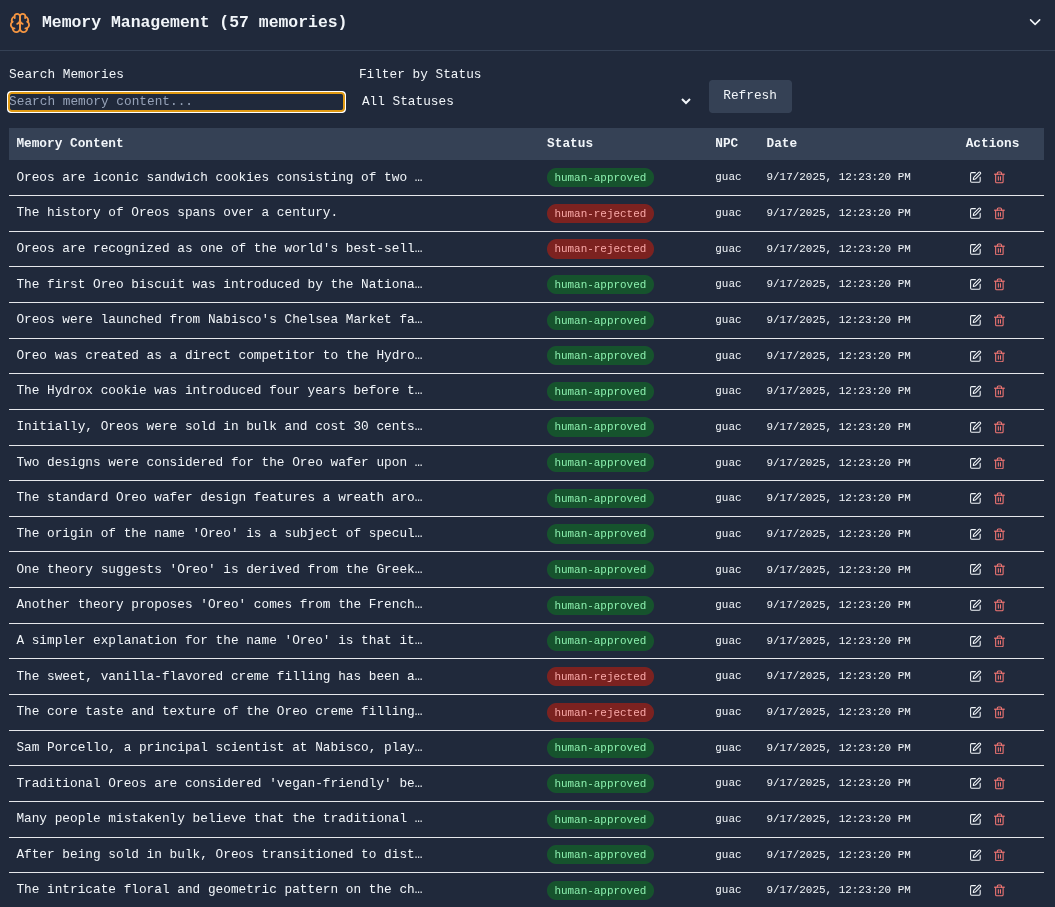 Memory Management (57 memories)
Search Memories
Filter by Status
Search memory content...
All Statuses
Refresh
Memory Content Status NPC Date Actions
Oreos are iconic sandwich cookies consisting of two … human-approved guac 9/17/2025, 12:23:20 PM
The history of Oreos spans over a century. human-rejected guac 9/17/2025, 12:23:20 PM
Oreos are recognized as one of the world's best-sell… human-rejected guac 9/17/2025, 12:23:20 PM
The first Oreo biscuit was introduced by the Nationa… human-approved guac 9/17/2025, 12:23:20 PM
Oreos were launched from Nabisco's Chelsea Market fa… human-approved guac 9/17/2025, 12:23:20 PM
Oreo was created as a direct competitor to the Hydro… human-approved guac 9/17/2025, 12:23:20 PM
The Hydrox cookie was introduced four years before t… human-approved guac 9/17/2025, 12:23:20 PM
Initially, Oreos were sold in bulk and cost 30 cents… human-approved guac 9/17/2025, 12:23:20 PM
Two designs were considered for the Oreo wafer upon … human-approved guac 9/17/2025, 12:23:20 PM
The standard Oreo wafer design features a wreath aro… human-approved guac 9/17/2025, 12:23:20 PM
The origin of the name 'Oreo' is a subject of specul… human-approved guac 9/17/2025, 12:23:20 PM
One theory suggests 'Oreo' is derived from the Greek… human-approved guac 9/17/2025, 12:23:20 PM
Another theory proposes 'Oreo' comes from the French… human-approved guac 9/17/2025, 12:23:20 PM
A simpler explanation for the name 'Oreo' is that it… human-approved guac 9/17/2025, 12:23:20 PM
The sweet, vanilla-flavored creme filling has been a… human-rejected guac 9/17/2025, 12:23:20 PM
The core taste and texture of the Oreo creme filling… human-rejected guac 9/17/2025, 12:23:20 PM
Sam Porcello, a principal scientist at Nabisco, play… human-approved guac 9/17/2025, 12:23:20 PM
Traditional Oreos are considered 'vegan-friendly' be… human-approved guac 9/17/2025, 12:23:20 PM
Many people mistakenly believe that the traditional … human-approved guac 9/17/2025, 12:23:20 PM
After being sold in bulk, Oreos transitioned to dist… human-approved guac 9/17/2025, 12:23:20 PM
The intricate floral and geometric pattern on the ch… human-approved guac 9/17/2025, 12:23:20 PM